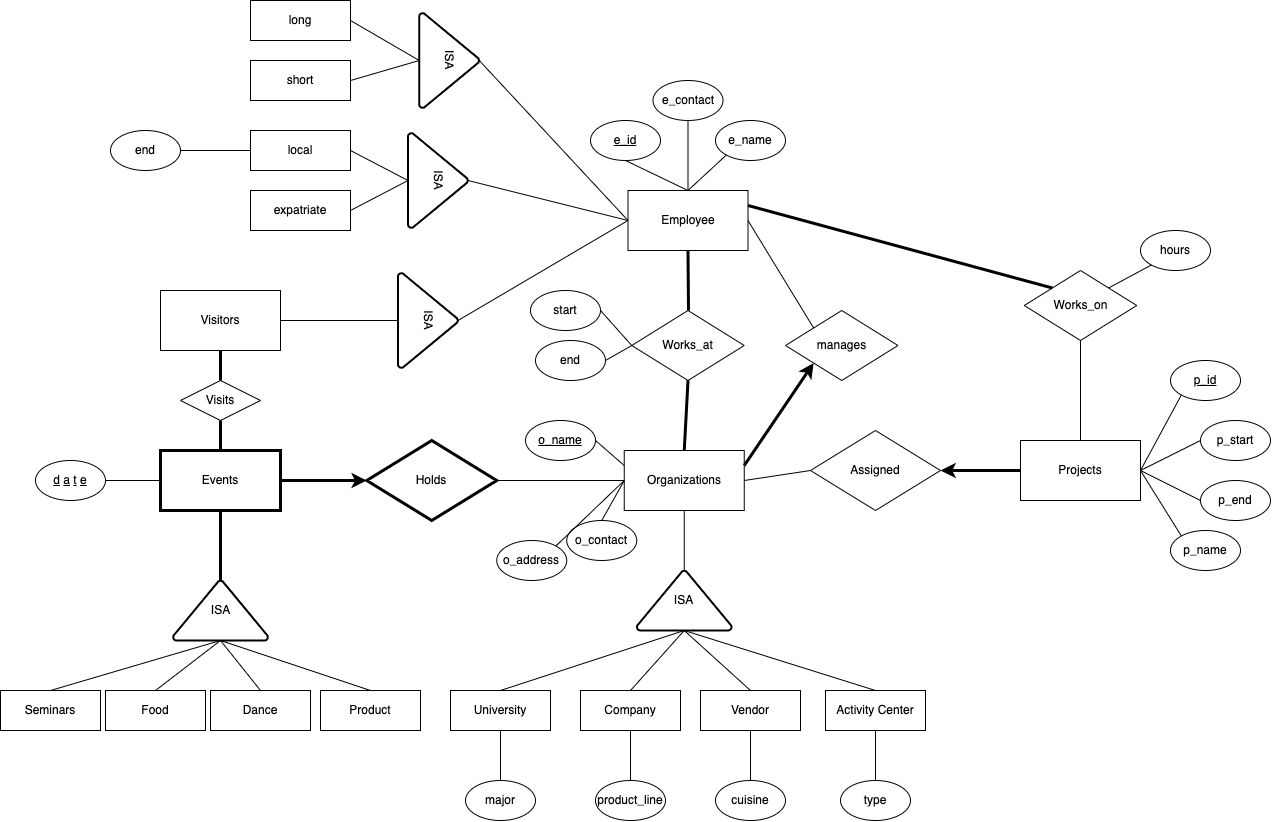 long
ISA
short
e_contact
e_id
e_name
end
local
ISA
expatriate
Employee
hours
Visitors
ISA
start
Works_at
end
manages
Works_on
Visits
p_id
o_name
p_start
date
Events
Holds
Organizations
Assigned
Projects
p_end
o_contact
o_address
p_name
ISA
ISA
Seminars
Food
Dance
Product
University
Company
Vendor
Activity Center
major
product_line
cuisine
type